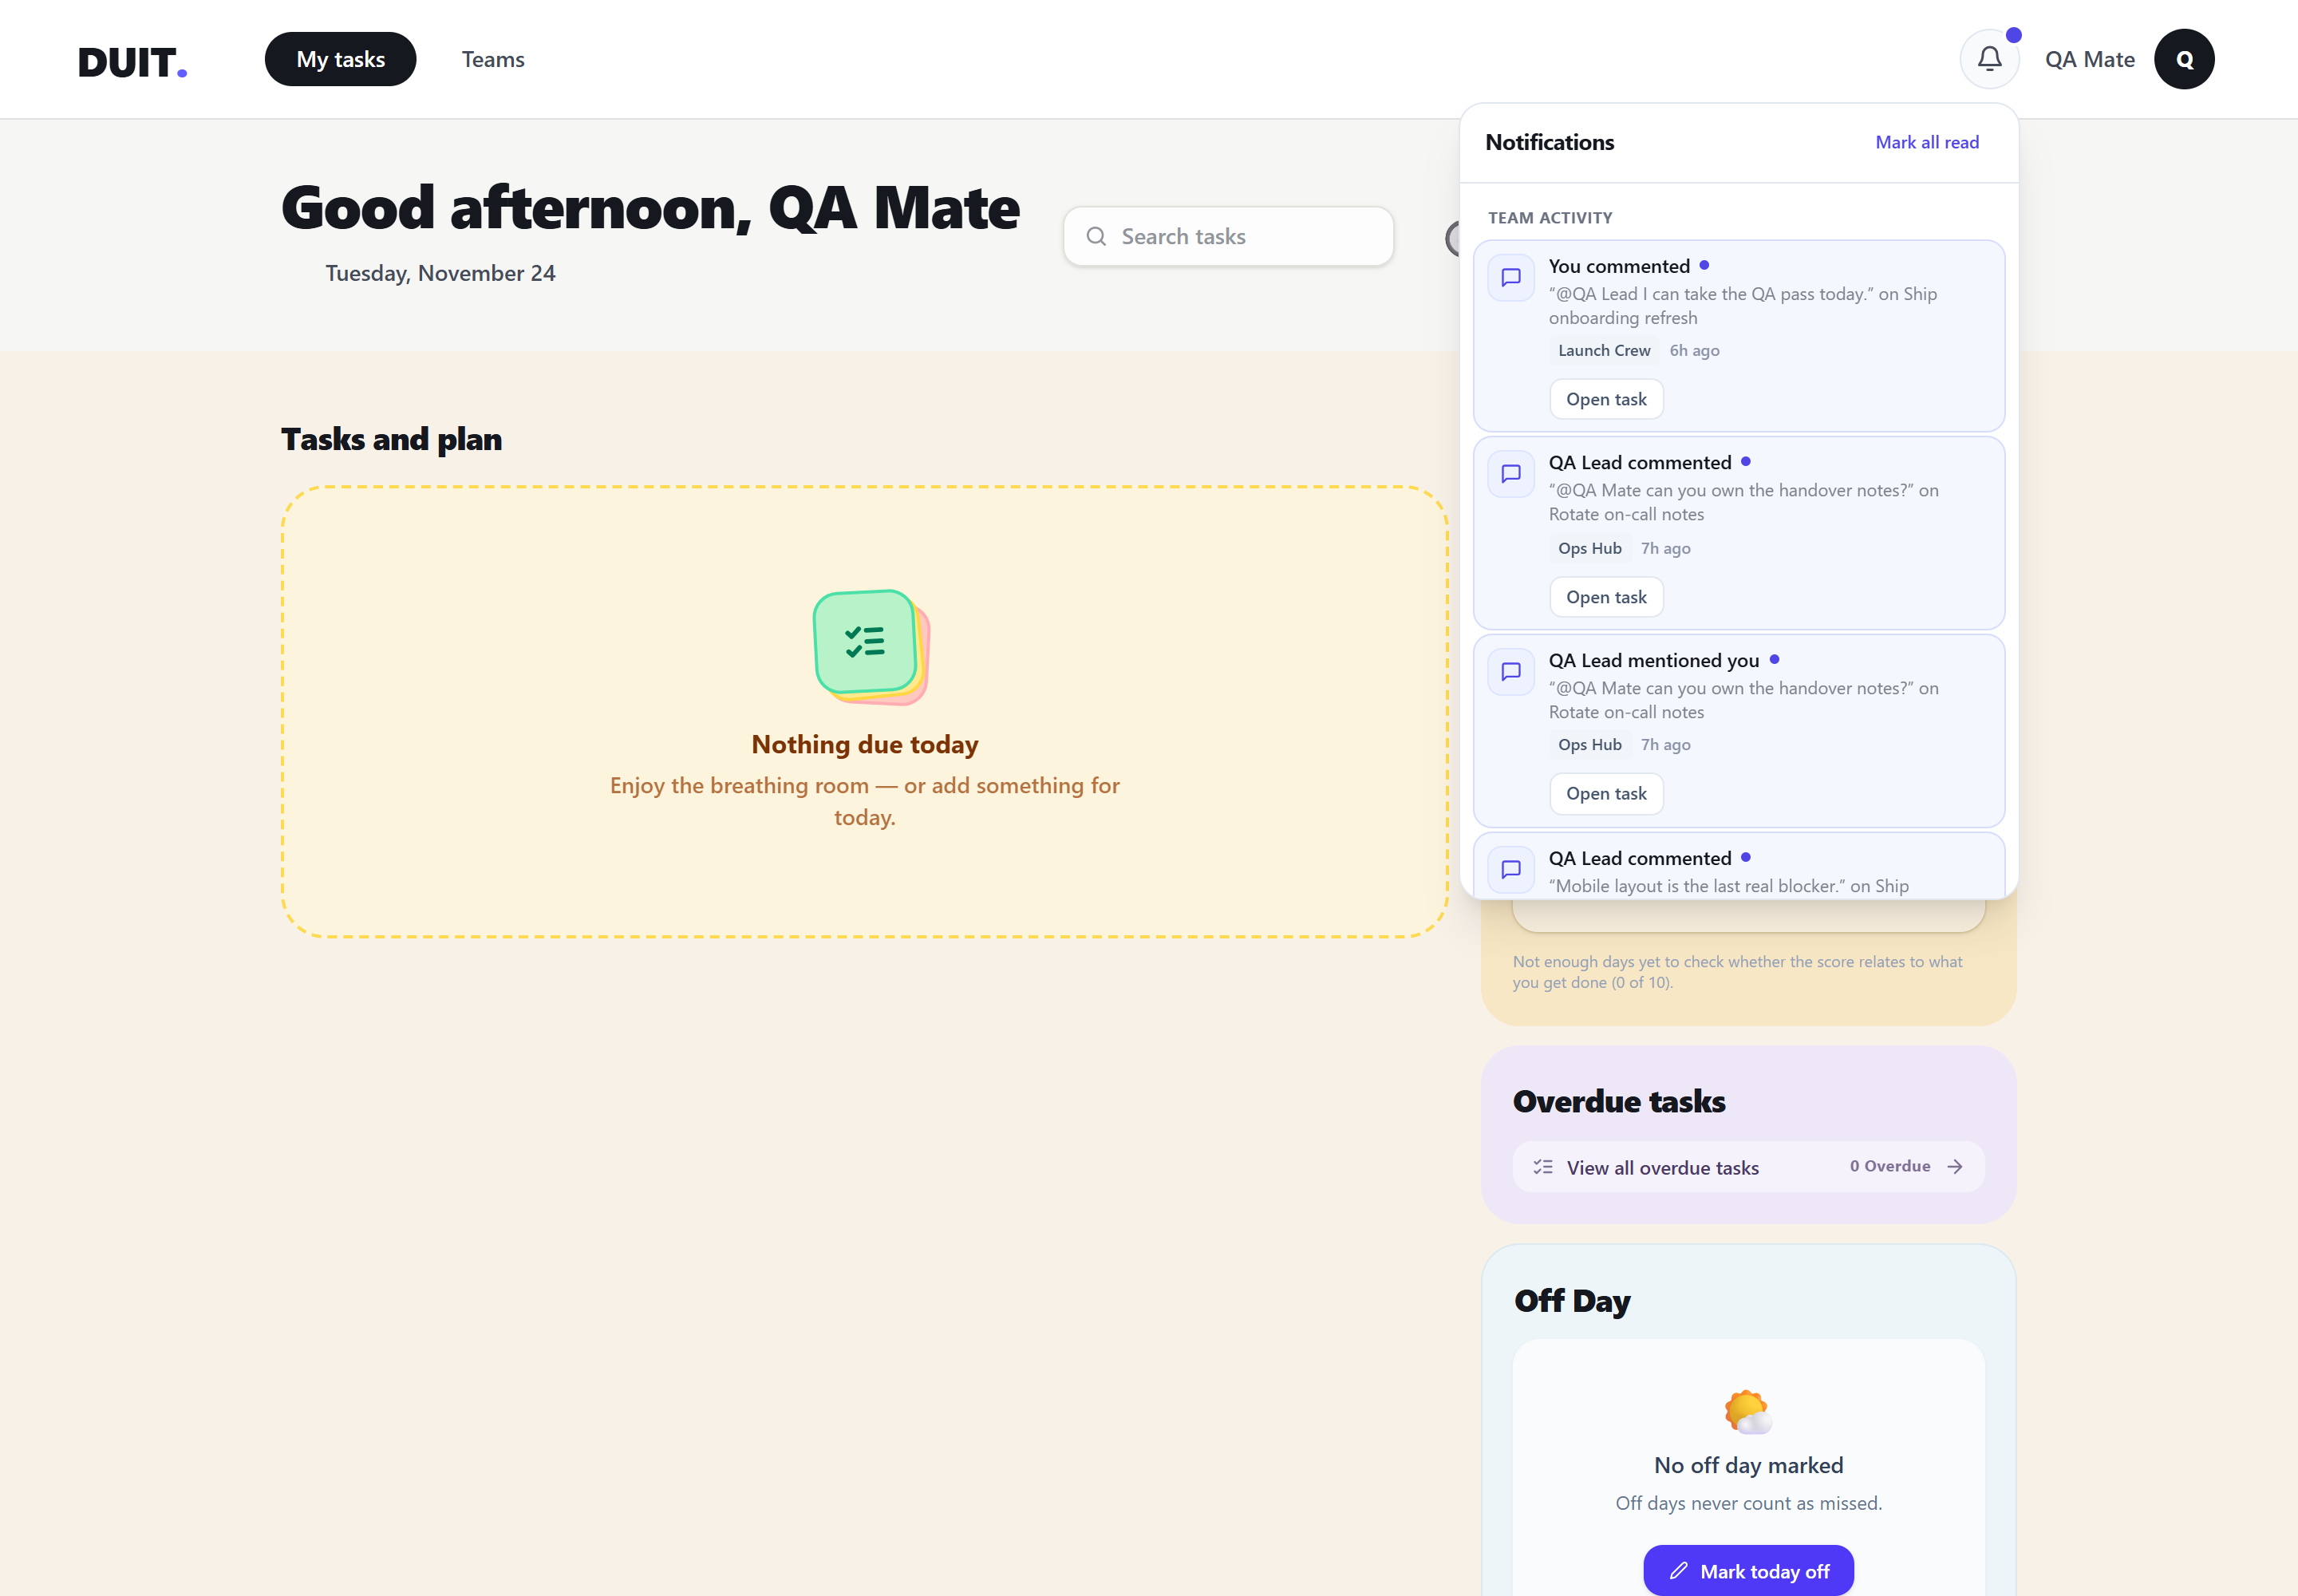 DUIT.
My tasks
Teams
QA Mate
Q
Good afternoon, QA Mate
Tuesday, November 24
Search tasks
Notifications
Mark all read
TEAM ACTIVITY
You commented
“@QA Lead I can take the QA pass today.” on Ship
onboarding refresh
Launch Crew 6h ago
Open task
QA Lead commented
“@QA Mate can you own the handover notes?” on
Rotate on-call notes
Ops Hub 7h ago
Open task
QA Lead mentioned you
“@QA Mate can you own the handover notes?” on
Rotate on-call notes
Ops Hub 7h ago
Open task
QA Lead commented
“Mobile layout is the last real blocker.” on Ship
Tasks and plan
Nothing due today
Enjoy the breathing room — or add something for
today.
Not enough days yet to check whether the score relates to what
you get done (0 of 10).
Overdue tasks
View all overdue tasks
0 Overdue
Off Day
No off day marked
Off days never count as missed.
Mark today off